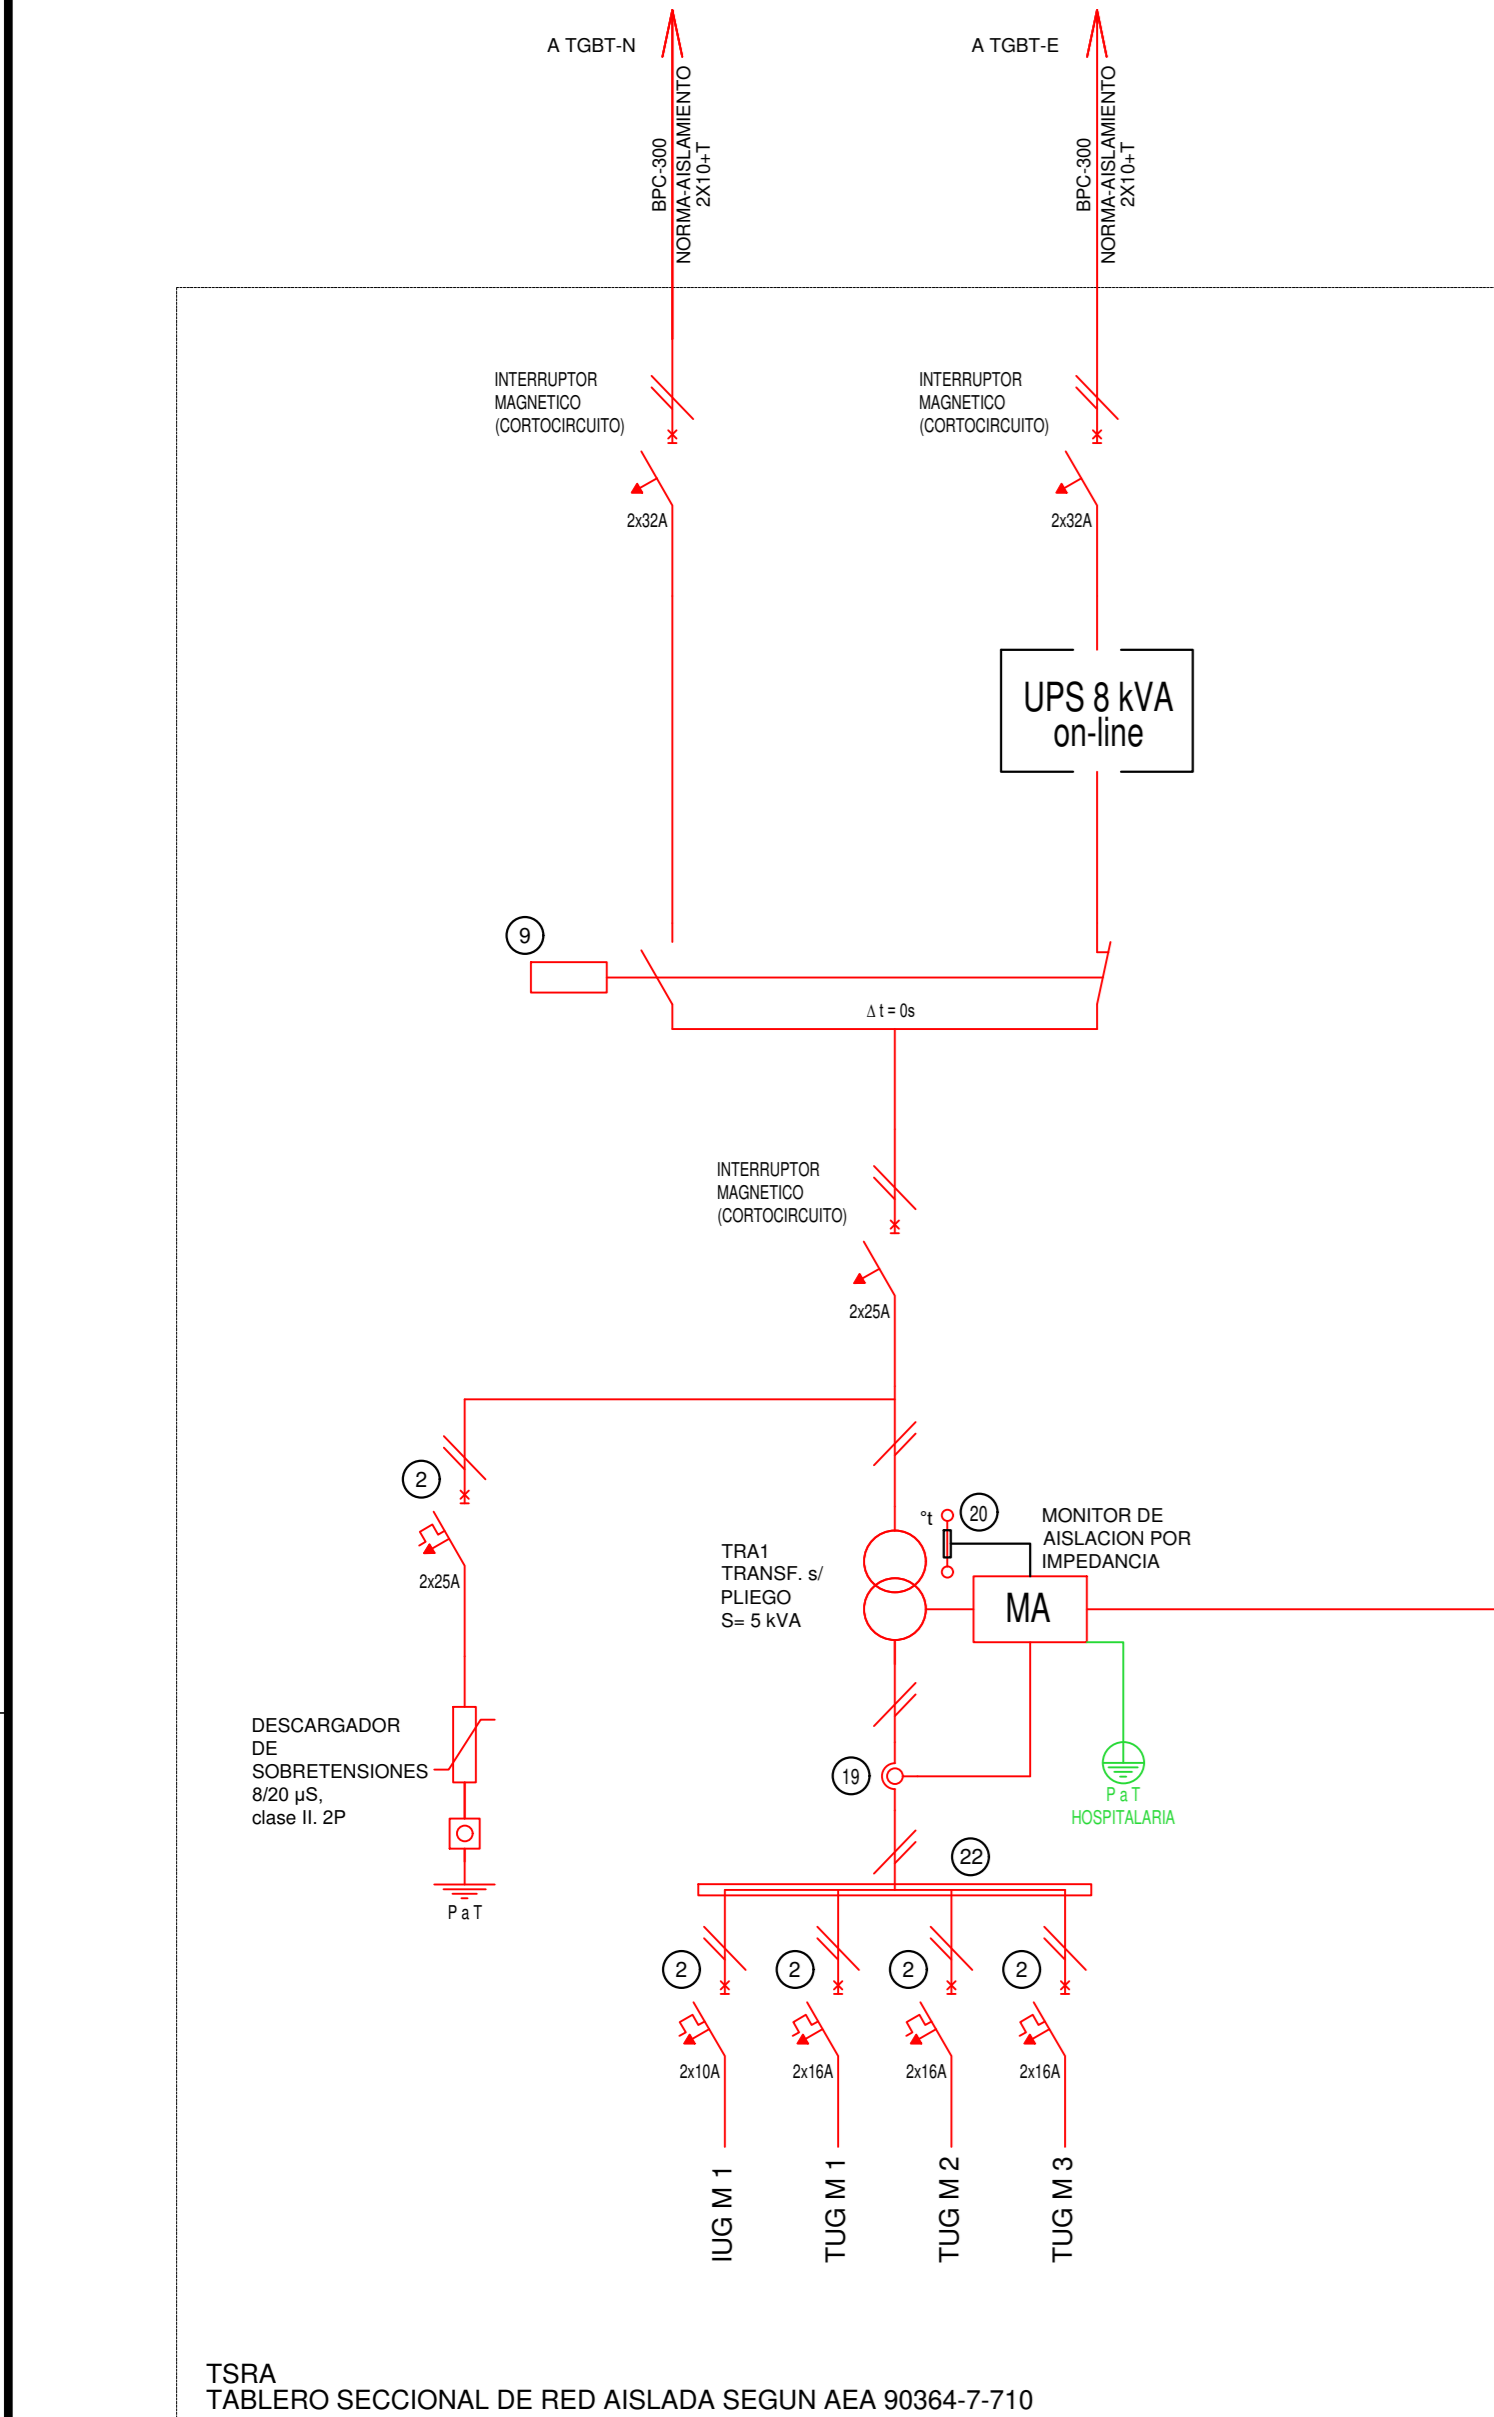 A TGBT-N
BPC-300
NORMA-AISLAMIENTO
2X10+T
A TGBT-E
BPC-300
NORMA-AISLAMIENTO
2X10+T
INTERRUPTOR
MAGNETICO
(CORTOCIRCUITO)
2x32A
INTERRUPTOR
MAGNETICO
(CORTOCIRCUITO)
2x32A
UPS 8 kVA
on-line
9
Δ t = 0s
INTERRUPTOR
MAGNETICO
(CORTOCIRCUITO)
2x25A
2
2x25A
TRA1
TRANSF. s/
PLIEGO
S= 5 kVA
°t
20
MONITOR DE
AISLACION POR
IMPEDANCIA
MA
DESCARGADOR
DE
SOBRETENSIONES
8/20 µS,
clase II. 2P
P a T
19
P a T
HOSPITALARIA
22
2
2
2
2
2x10A
2x16A
2x16A
2x16A
IUG M 1
TUG M 1
TUG M 2
TUG M 3
TSRA
TABLERO SECCIONAL DE RED AISLADA SEGUN AEA 90364-7-710